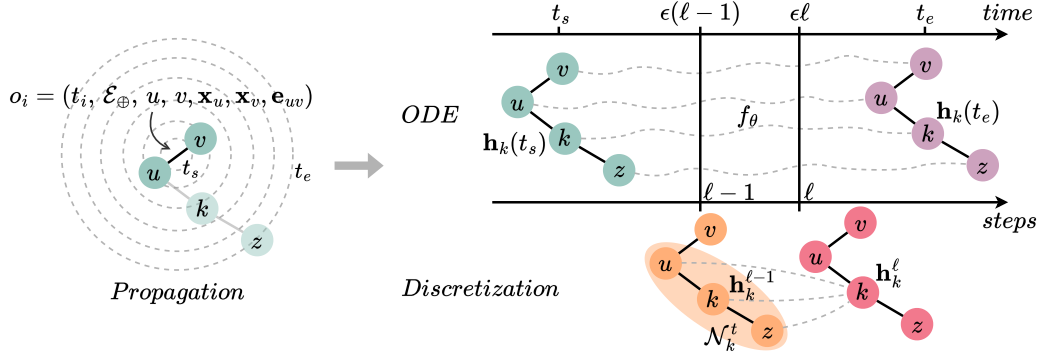 o_i = (t_i, ℰ_⊕, u, v, x_u, x_v, e_uv)
v
u
t_s
t_e
k
z
Propagation
t_s
ϵ(ℓ−1)
ϵℓ
t_e
time
ODE
v
u
k
z
h_k(t_s)
f_θ
v
u
k
z
h_k(t_e)
ℓ−1
ℓ
steps
Discretization
v
u
k
z
h_k^{ℓ−1}
𝒩_k^t
v
u
k
z
h_k^ℓ